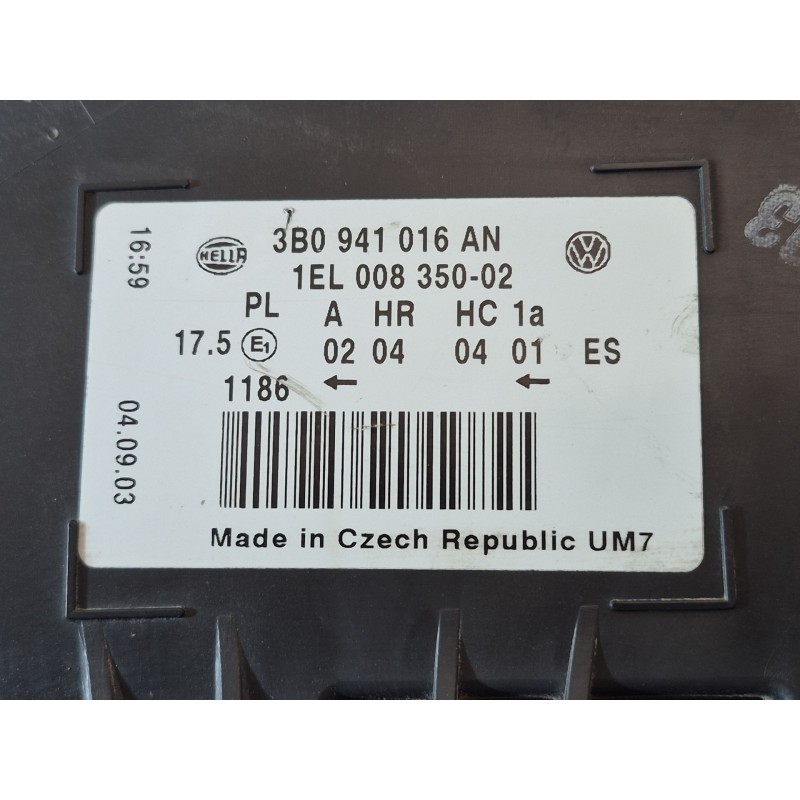 HELLA
3B0 941 016 AN
1EL 008 350-02
PL A HR HC 1a
17.5 E1 02 04 04 01 ES
1186 ← ←
Made in Czech Republic UM7
16:59
04.09.03